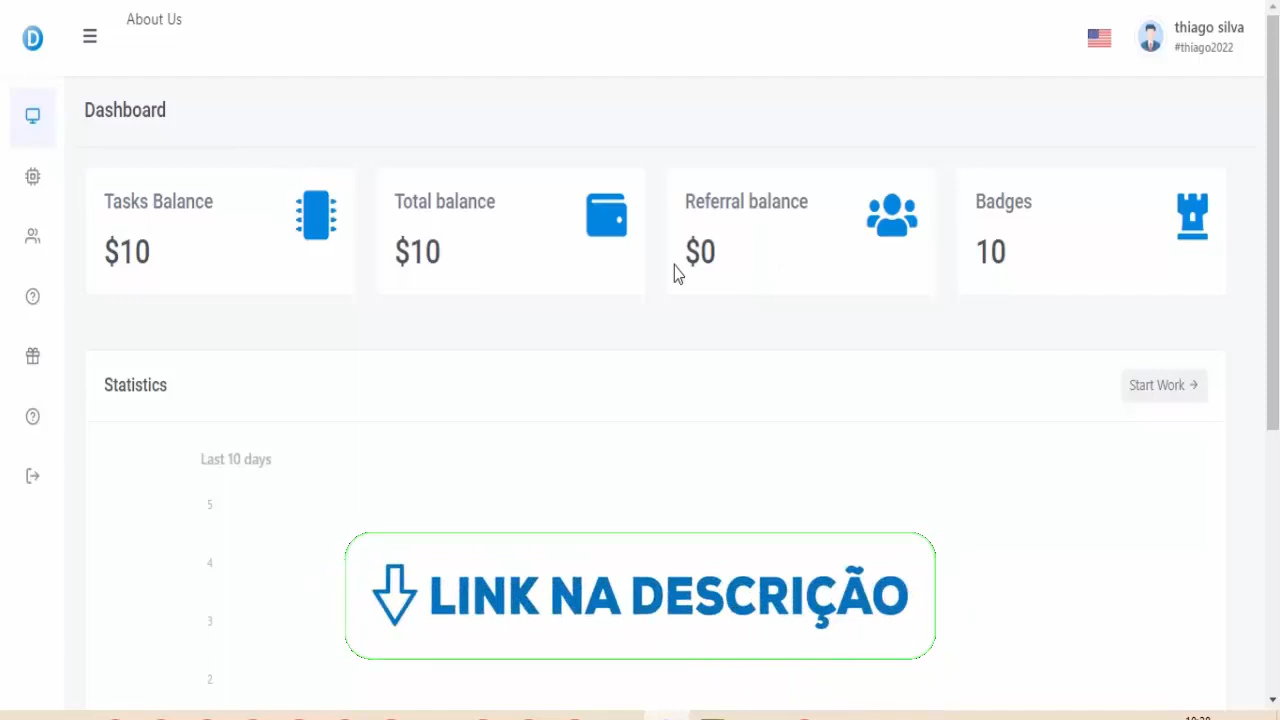 D
About Us
thiago silva
#thiago2022
Dashboard
Tasks Balance
$10
Total balance
$10
Referral balance
$0
Badges
10
Statistics
Start Work →
Last 10 days
5
4
3
2
LINK NA DESCRIÇÃO